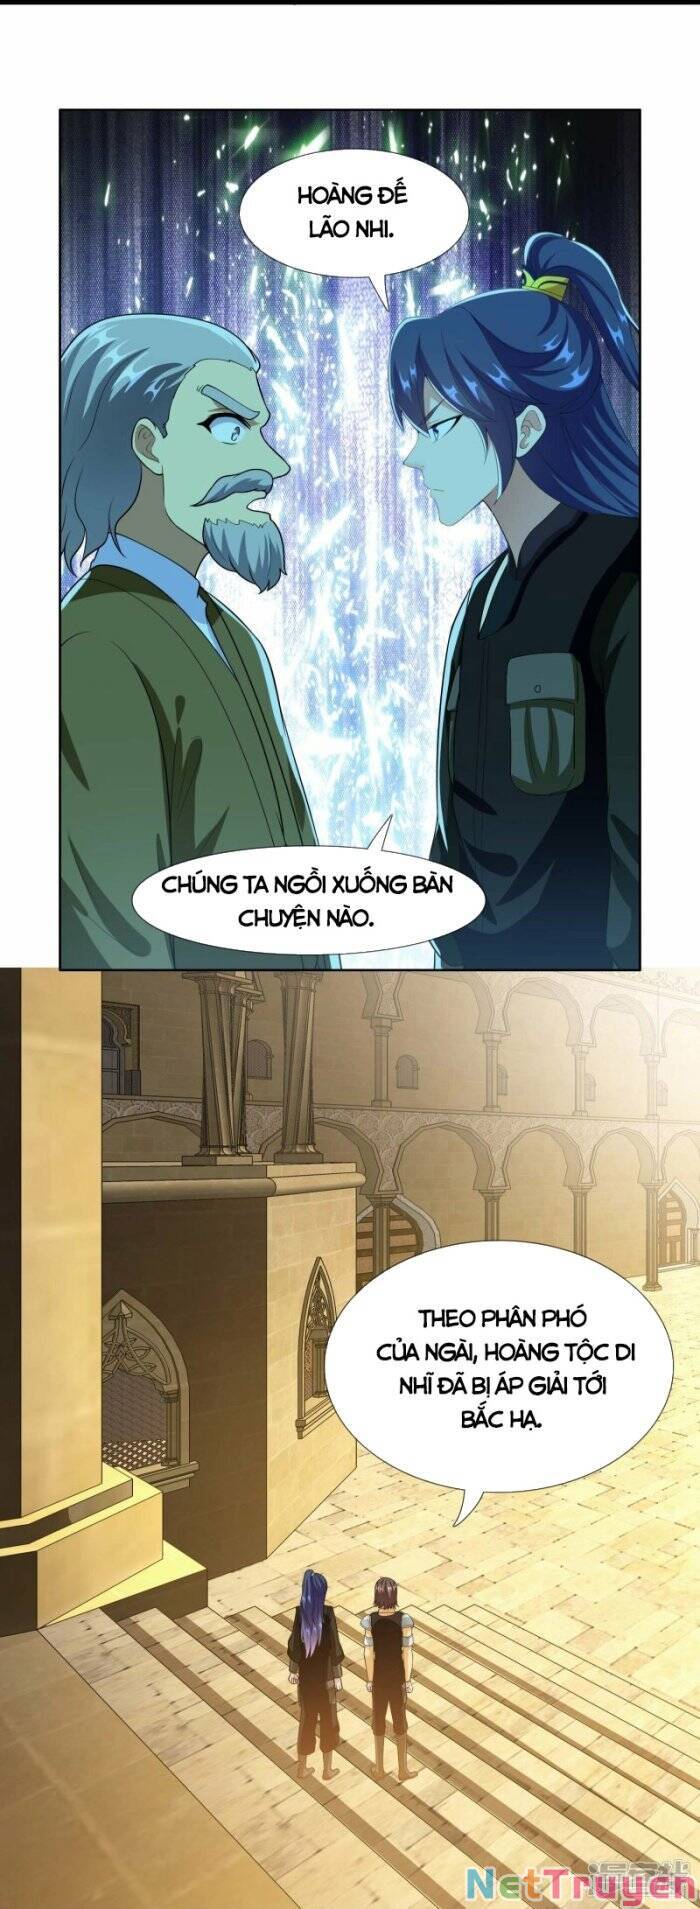 HOÀNG ĐẾ
LÃO NHI.
CHÚNG TA NGỒI XUỐNG BÀN
CHUYỆN NÀO.
THEO PHÂN PHÓ
CỦA NGÀI, HOÀNG TỘC DI
NHĨ ĐÃ BỊ ÁP GIẢI TỚI
BẮC HẠ.
NetTruyen